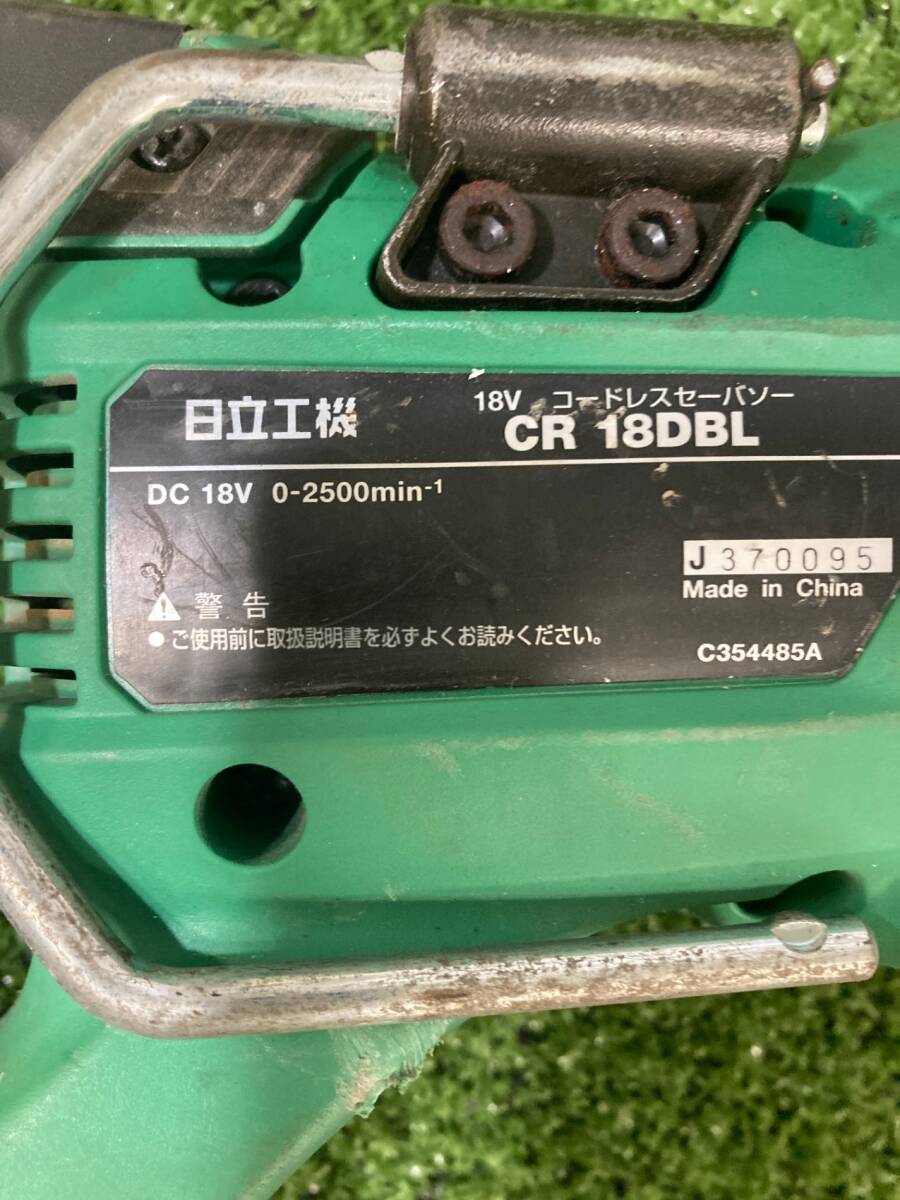 日立工機
18V コードレスセーバソー
CR 18DBL
DC 18V 0-2500min-1
J370095
Made in China
警告
• ご使用前に取扱説明書を必ずよくお読みください。
C354485A